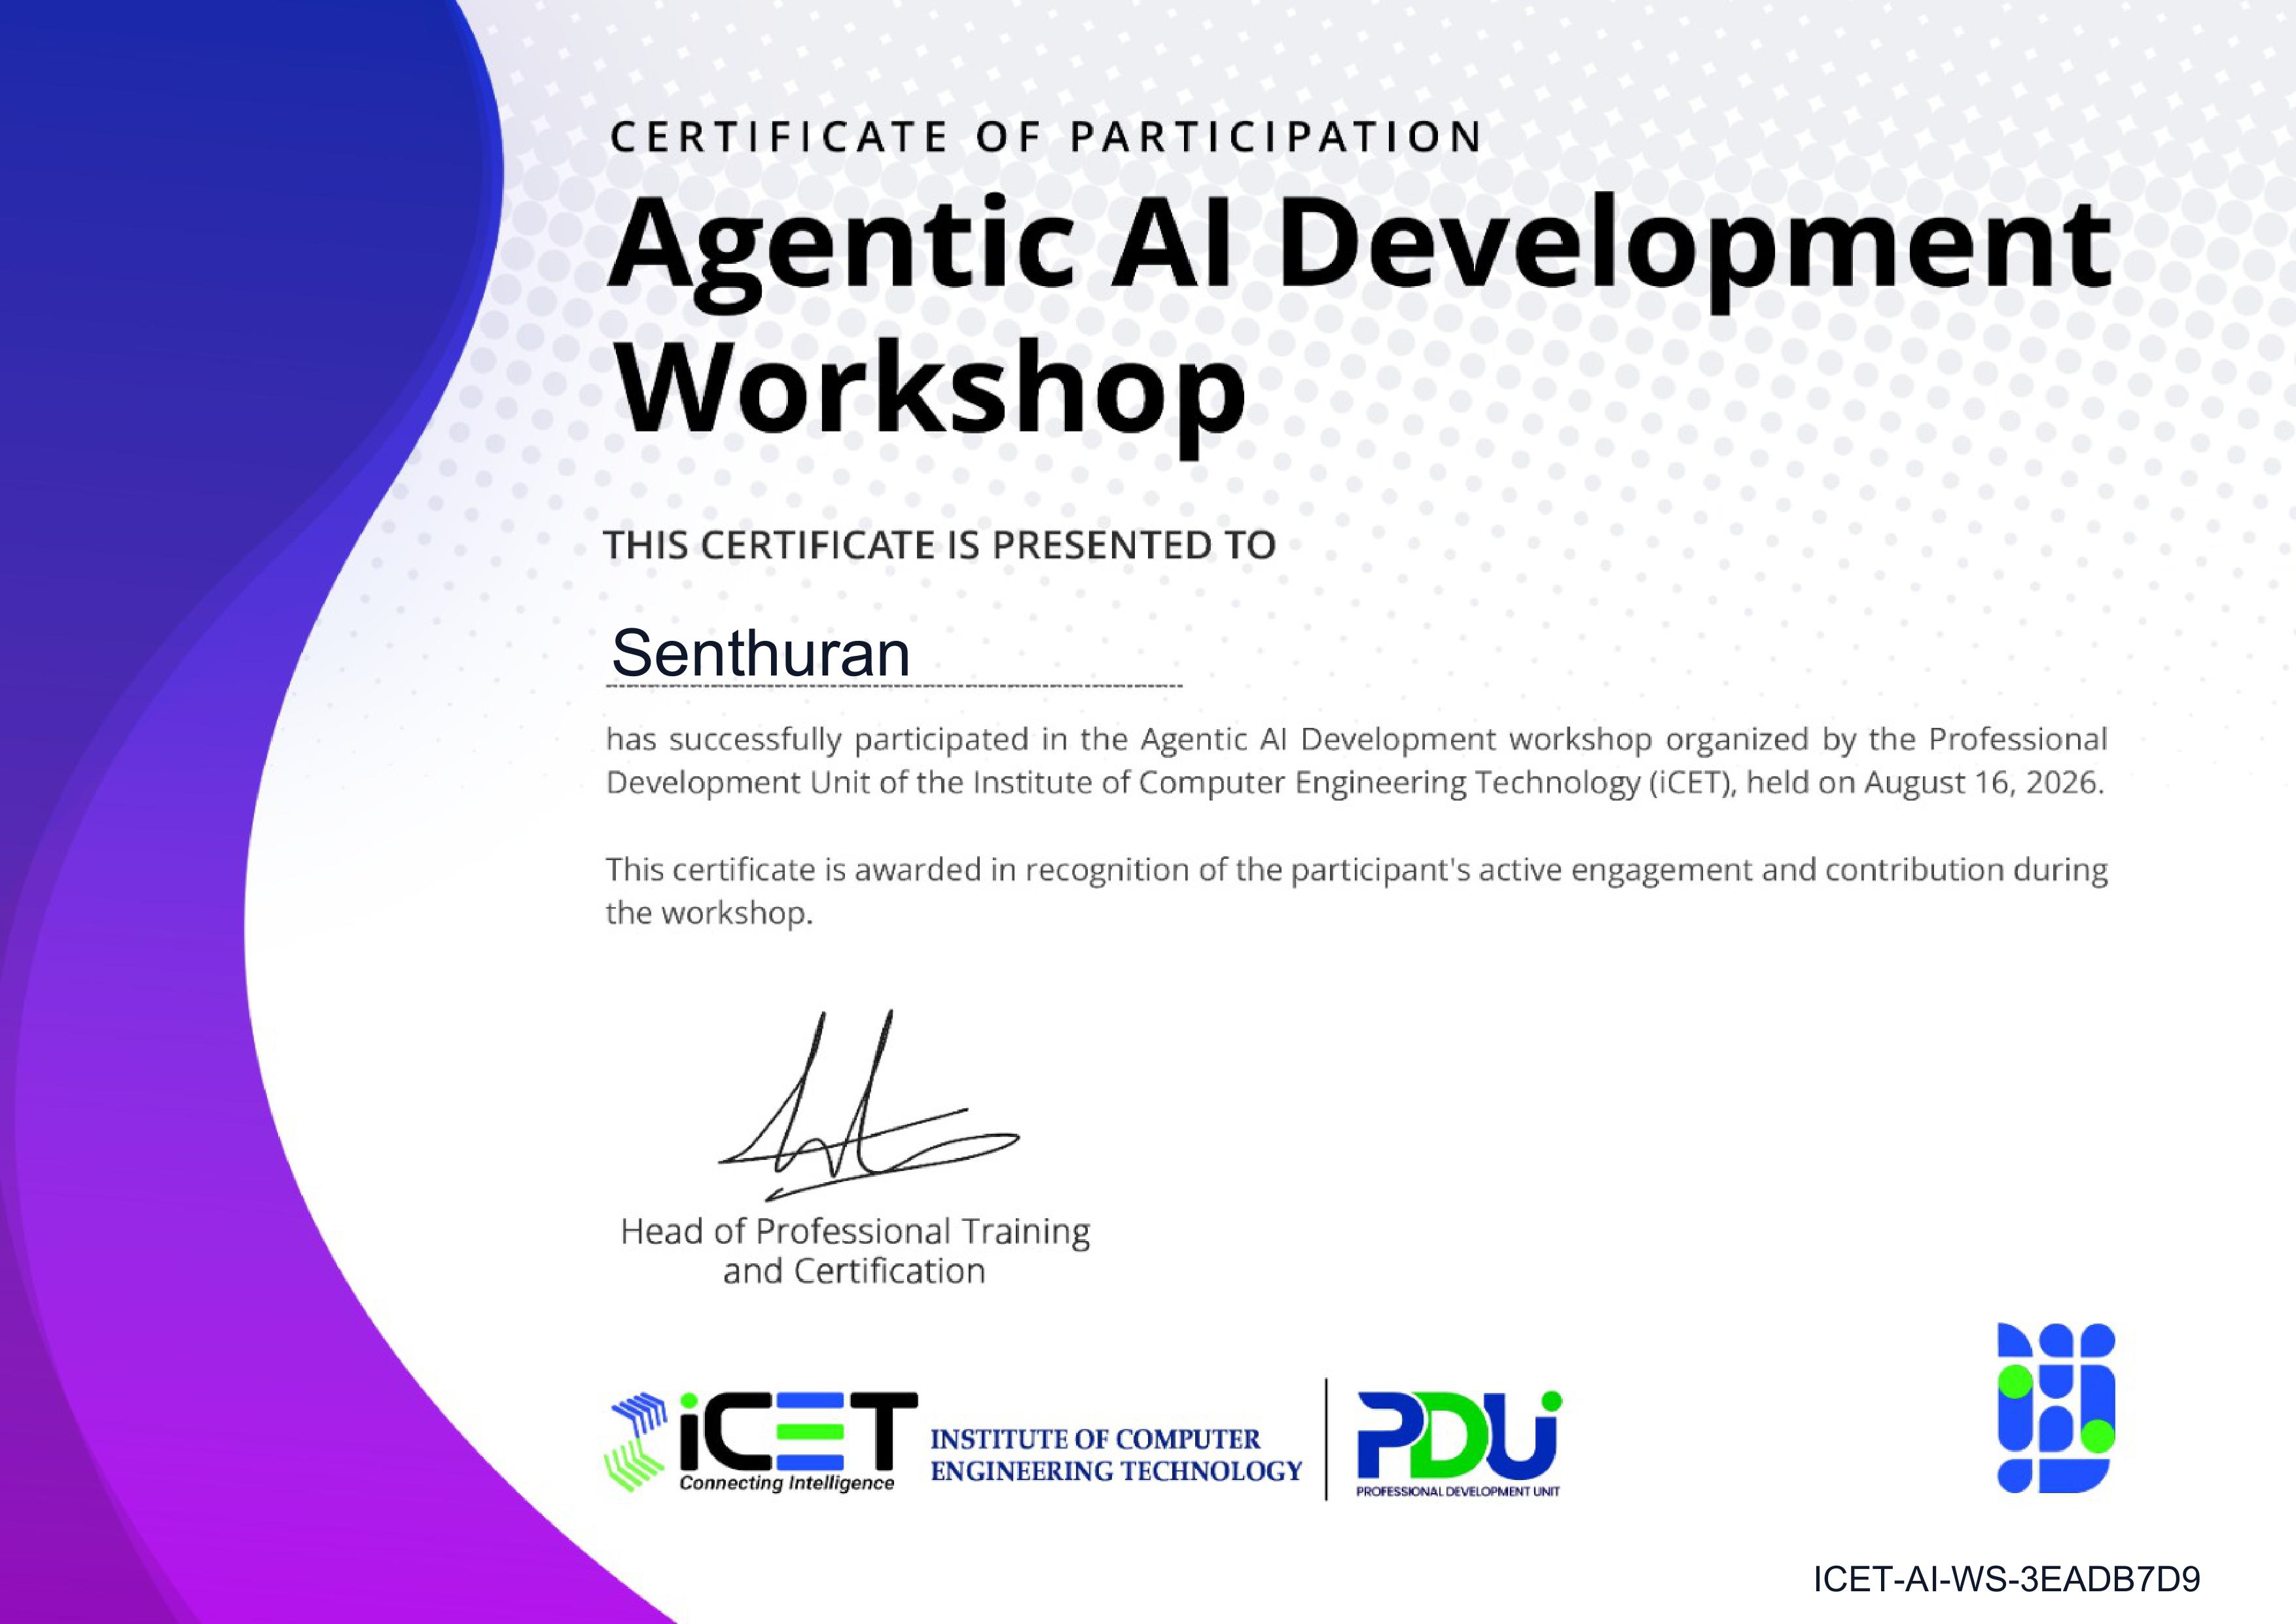 CERTIFICATE OF PARTICIPATION
Agentic AI Development
Workshop
THIS CERTIFICATE IS PRESENTED TO
Senthuran
has successfully participated in the Agentic AI Development workshop organized by the Professional
Development Unit of the Institute of Computer Engineering Technology (iCET), held on August 16, 2026.
This certificate is awarded in recognition of the participant's active engagement and contribution during
the workshop.
Head of Professional Training
and Certification
iCET
Connecting Intelligence
INSTITUTE OF COMPUTER
ENGINEERING TECHNOLOGY
PDU
PROFESSIONAL DEVELOPMENT UNIT
ICET-AI-WS-3EADB7D9